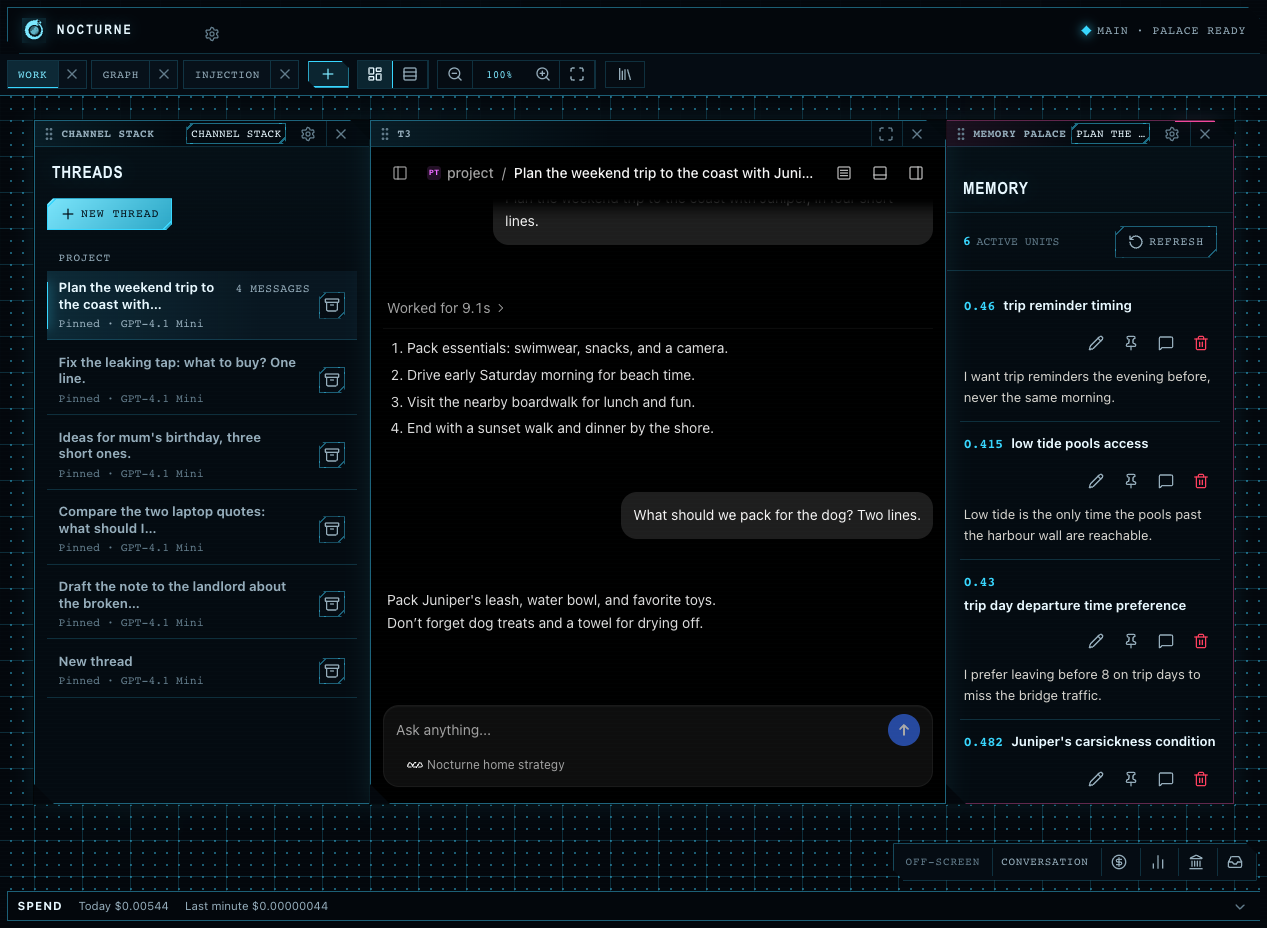 NOCTURNE
MAIN · PALACE READY
WORK
GRAPH
INJECTION
100%
CHANNEL STACK
CHANNEL STACK
THREADS
NEW THREAD
PROJECT
Plan the weekend trip to
the coast with...
4 MESSAGES
Pinned · GPT-4.1 Mini
Fix the leaking tap: what to buy? One
line.
Pinned · GPT-4.1 Mini
Ideas for mum's birthday, three
short ones.
Pinned · GPT-4.1 Mini
Compare the two laptop quotes:
what should I...
Pinned · GPT-4.1 Mini
Draft the note to the landlord about
the broken...
Pinned · GPT-4.1 Mini
New thread
Pinned · GPT-4.1 Mini
T3
PT project / Plan the weekend trip to the coast with Juni...
Plan the weekend trip to the coast with Juniper, in four short
lines.
Worked for 9.1s
1. Pack essentials: swimwear, snacks, and a camera.
2. Drive early Saturday morning for beach time.
3. Visit the nearby boardwalk for lunch and fun.
4. End with a sunset walk and dinner by the shore.
What should we pack for the dog? Two lines.
Pack Juniper's leash, water bowl, and favorite toys.
Don't forget dog treats and a towel for drying off.
Ask anything...
Nocturne home strategy
MEMORY PALACE
PLAN THE …
MEMORY
6 ACTIVE UNITS
REFRESH
0.46 trip reminder timing
I want trip reminders the evening before,
never the same morning.
0.415 low tide pools access
Low tide is the only time the pools past
the harbour wall are reachable.
0.43
trip day departure time preference
I prefer leaving before 8 on trip days to
miss the bridge traffic.
0.482 Juniper's carsickness condition
OFF-SCREEN
CONVERSATION
SPEND Today $0.00544 Last minute $0.00000044